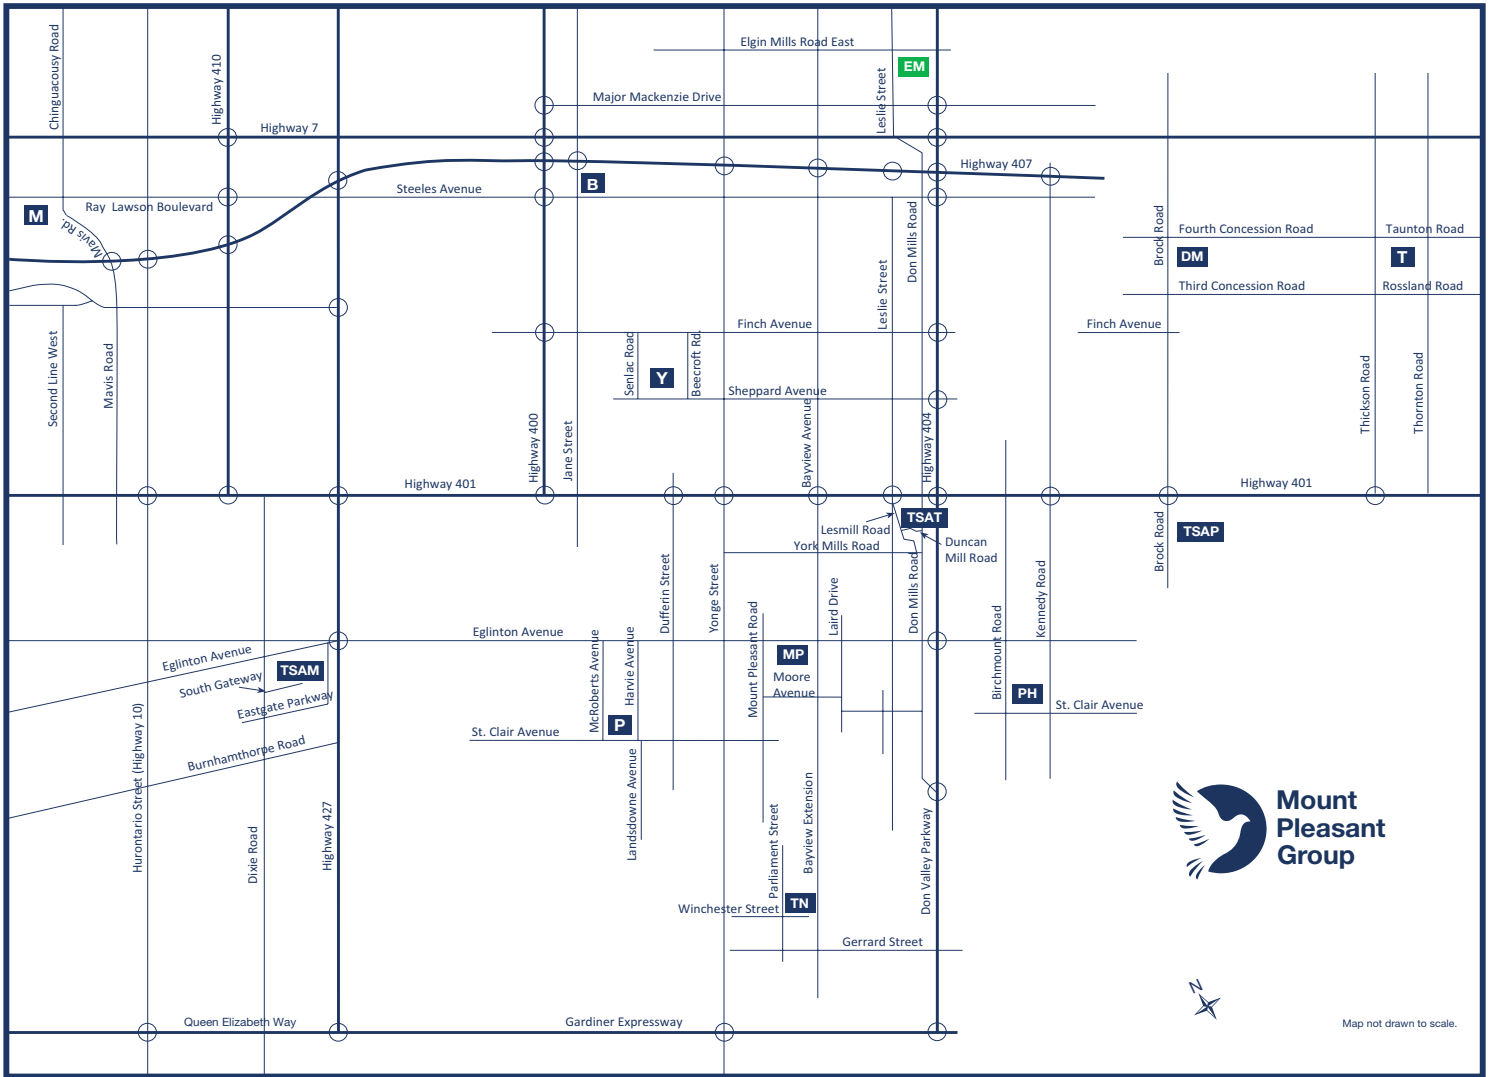 Chinguacousy Road
Highway 410
Elgin Mills Road East
EM
Leslie Street
Major Mackenzie Drive
Highway 7
Highway 407
B
Steeles Avenue
M
Ray Lawson Boulevard
Mavis Rd.
Don Mills Road
Brock Road
Fourth Concession Road
Taunton Road
DM
T
Third Concession Road
Rossland Road
Leslie Street
Second Line West
Mavis Road
Finch Avenue
Finch Avenue
Senlac Road
Y
Beecroft Rd.
Sheppard Avenue
Thickson Road
Thornton Road
Highway 400
Jane Street
Bayview Avenue
Highway 404
Highway 401
Highway 401
TSAT
Lesmill Road
York Mills Road
Duncan
Mill Road
Brock Road
TSAP
Dufferin Street
Yonge Street
Laird Drive
Don Mills Road
Kennedy Road
Eglinton Avenue
Eglinton Avenue
TSAM
South Gateway
Eastgate Parkway
McRoberts Avenue
Harvie Avenue
Mount Pleasant Road
MP
Moore
Avenue
Birchmount Road
PH
St. Clair Avenue
P
St. Clair Avenue
Burnhamthorpe Road
Hurontario Street (Highway 10)
Landsdowne Avenue
Highway 427
Dixie Road
Parliament Street
Bayview Extension
Don Valley Parkway
Mount
Pleasant
Group
TN
Winchester Street
Gerrard Street
N
Queen Elizabeth Way
Gardiner Expressway
Map not drawn to scale.